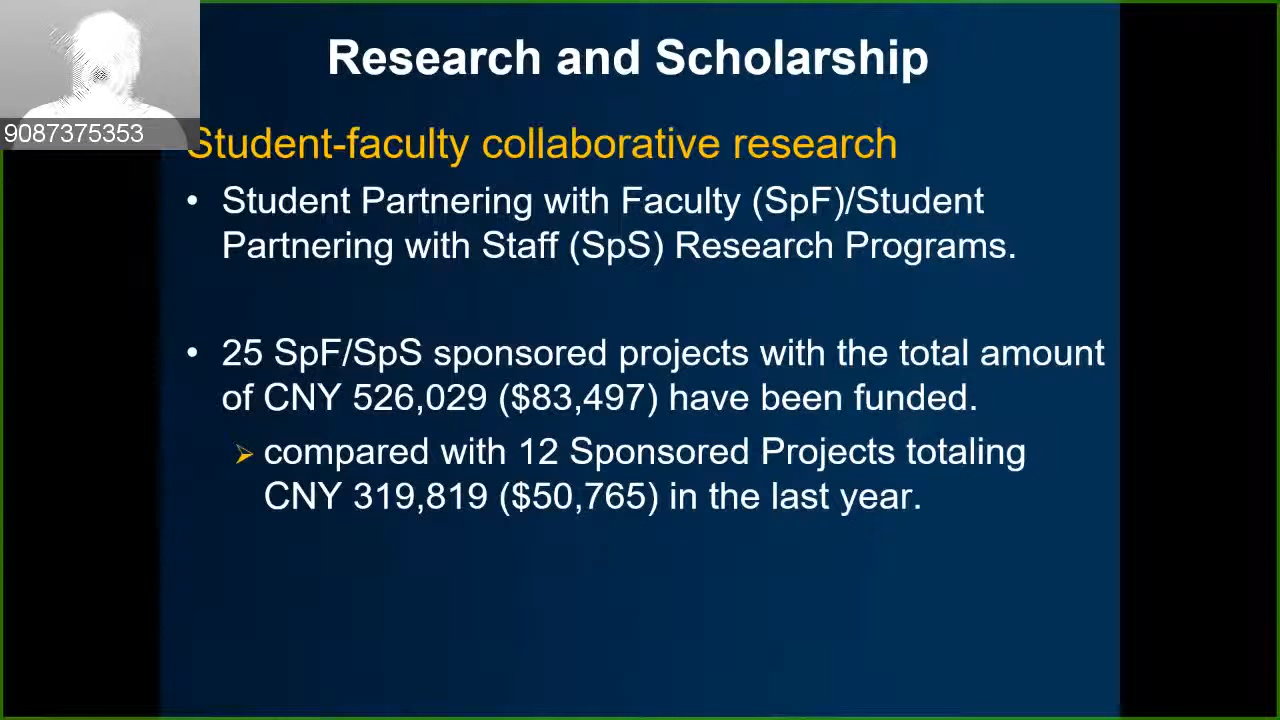 Research and Scholarship
9087375353
Student-faculty collaborative research
• Student Partnering with Faculty (SpF)/Student
Partnering with Staff (SpS) Research Programs.
• 25 SpF/SpS sponsored projects with the total amount
of CNY 526,029 ($83,497) have been funded.
➢ compared with 12 Sponsored Projects totaling
CNY 319,819 ($50,765) in the last year.